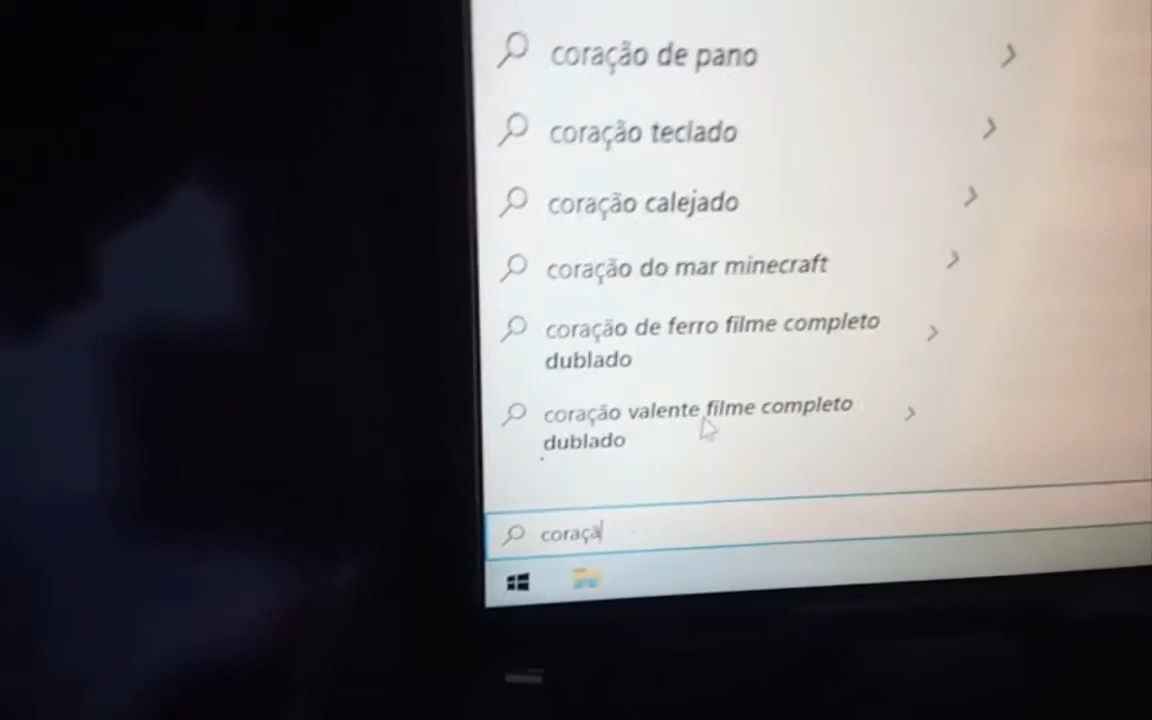 coração de pano
coração teclado
coração calejado
coração do mar minecraft
coração de ferro filme completo
dublado
coração valente filme completo
dublado
coraçã